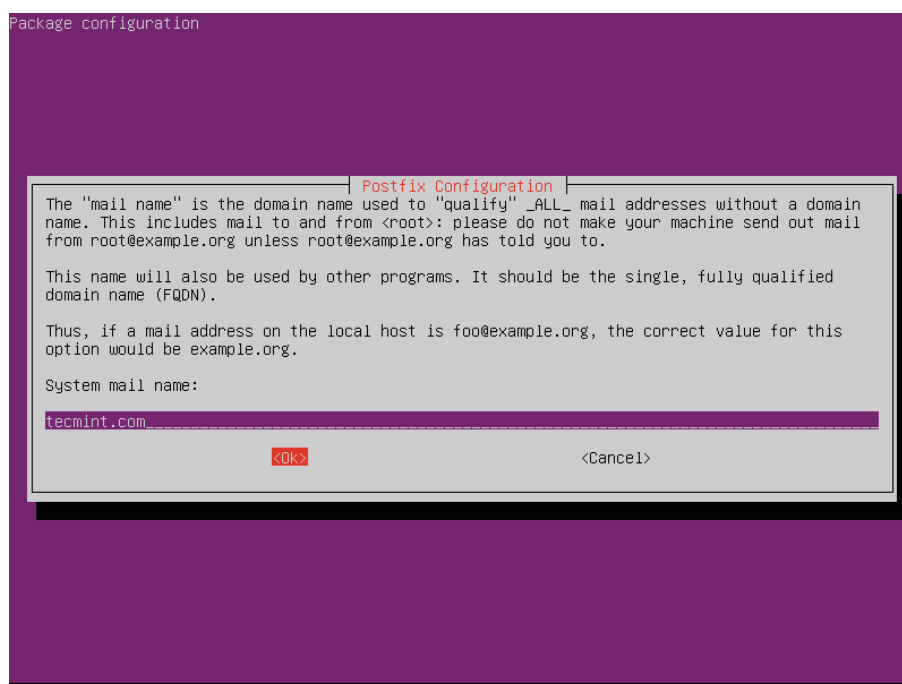 Package configuration
Postfix Configuration
The "mail name" is the domain name used to "qualify" _ALL_ mail addresses without a domain
name. This includes mail to and from <root>: please do not make your machine send out mail
from root@example.org unless root@example.org has told you to.
This name will also be used by other programs. It should be the single, fully qualified
domain name (FQDN).
Thus, if a mail address on the local host is foo@example.org, the correct value for this
option would be example.org.
System mail name:
tecmint.com
<Ok> <Cancel>